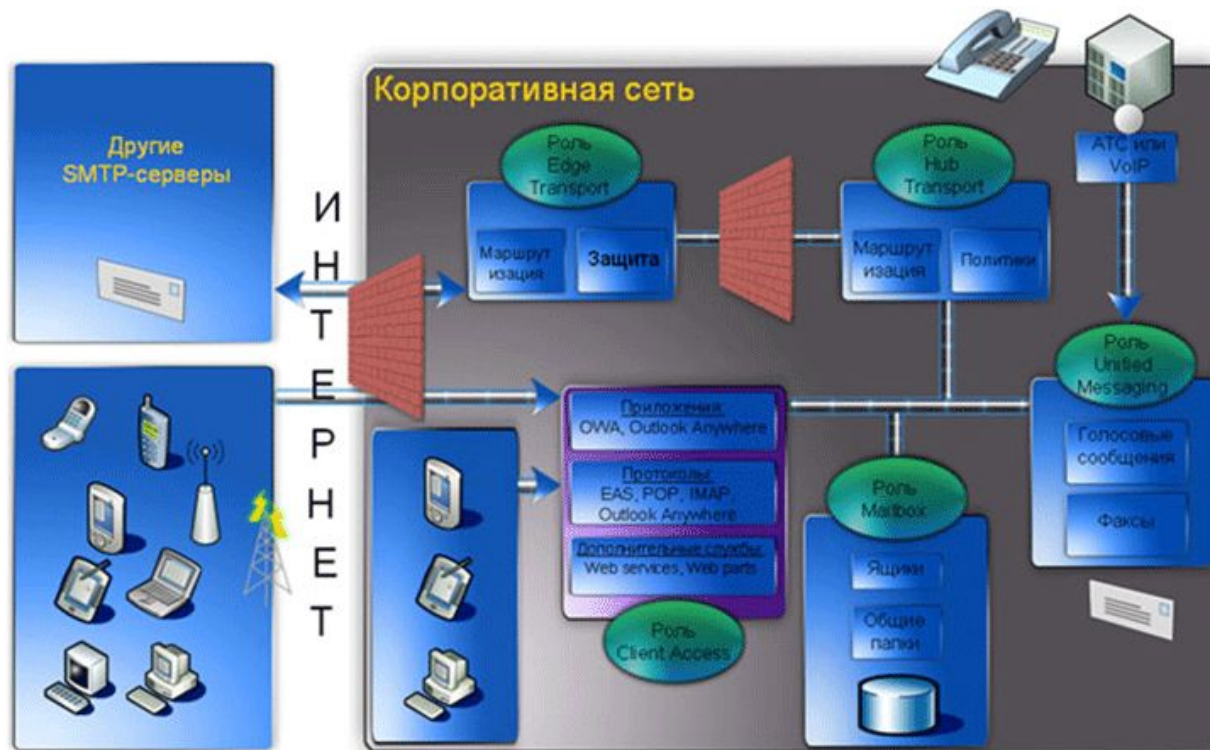 Корпоративная сеть
Другие
SMTP-серверы
ИНТЕРНЕТ
Роль
Edge
Transport
Маршрут
изация
Защита
Роль
Hub
Transport
Маршрут
изация
Политики
АТС или
VoIP
Роль
Unified
Messaging
Голосовые
сообщения
Факсы
Приложения:
OWA, Outlook Anywhere
Протоколы:
EAS, POP, IMAP,
Outlook Anywhere
Дополнительные службы:
Web services, Web parts
Роль
Client Access
Роль
Mailbox
Ящики
Общие
папки